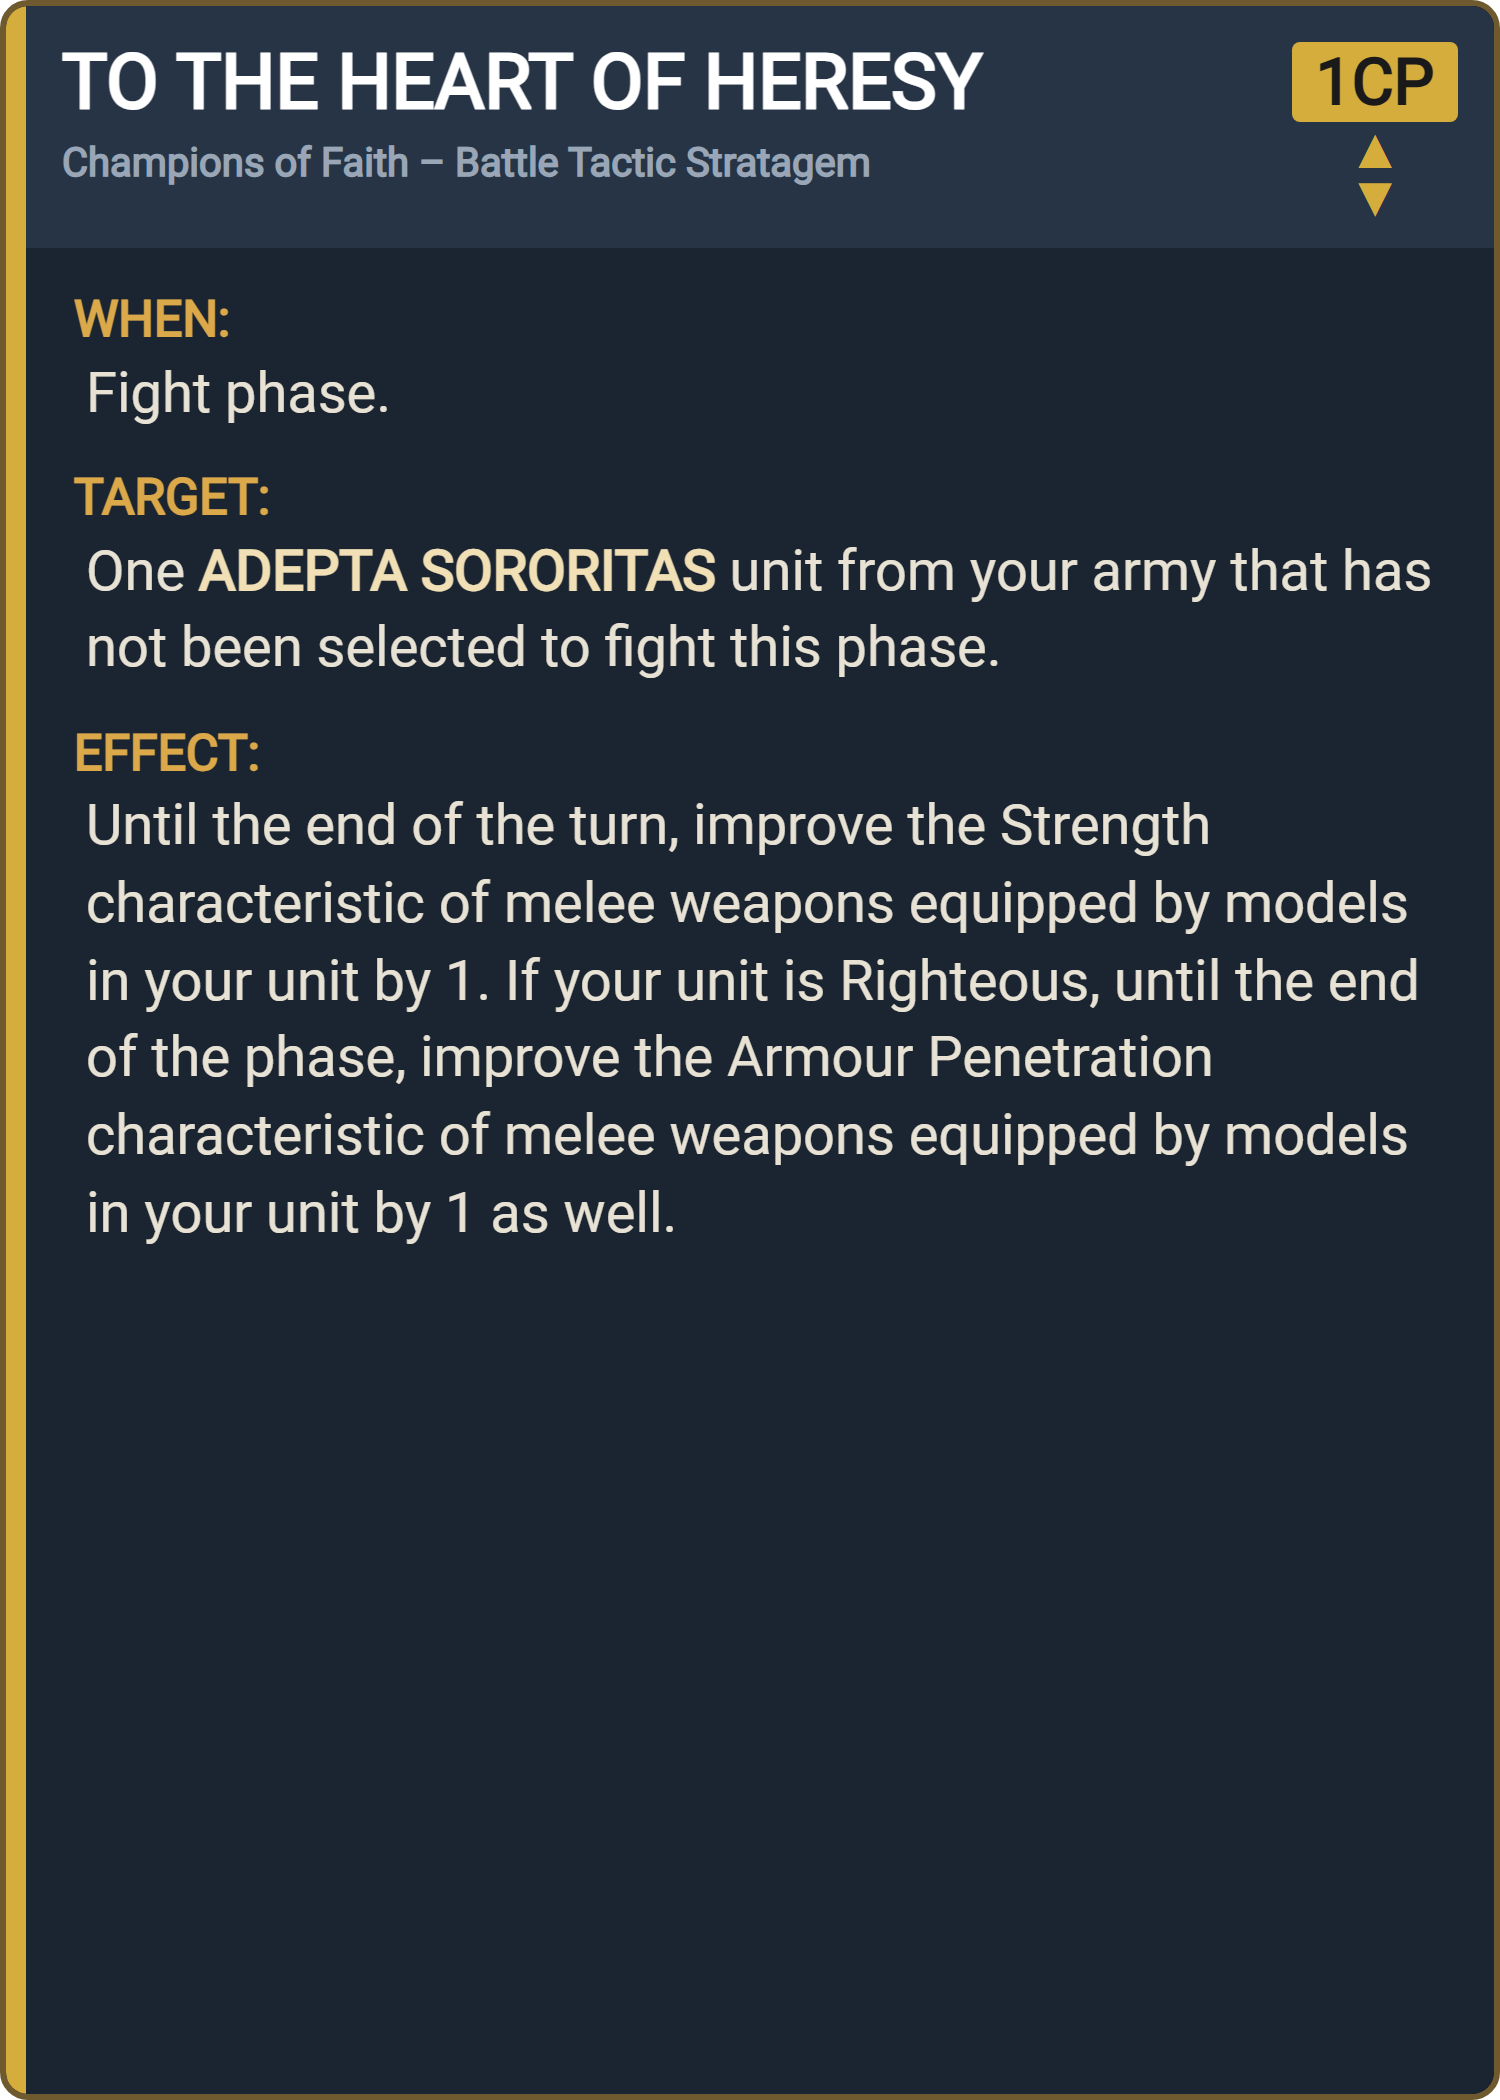 TO THE HEART OF HERESY
1CP
Champions of Faith – Battle Tactic Stratagem
WHEN:
Fight phase.
TARGET:
One ADEPTA SORORITAS unit from your army that has
not been selected to fight this phase.
EFFECT:
Until the end of the turn, improve the Strength
characteristic of melee weapons equipped by models
in your unit by 1. If your unit is Righteous, until the end
of the phase, improve the Armour Penetration
characteristic of melee weapons equipped by models
in your unit by 1 as well.